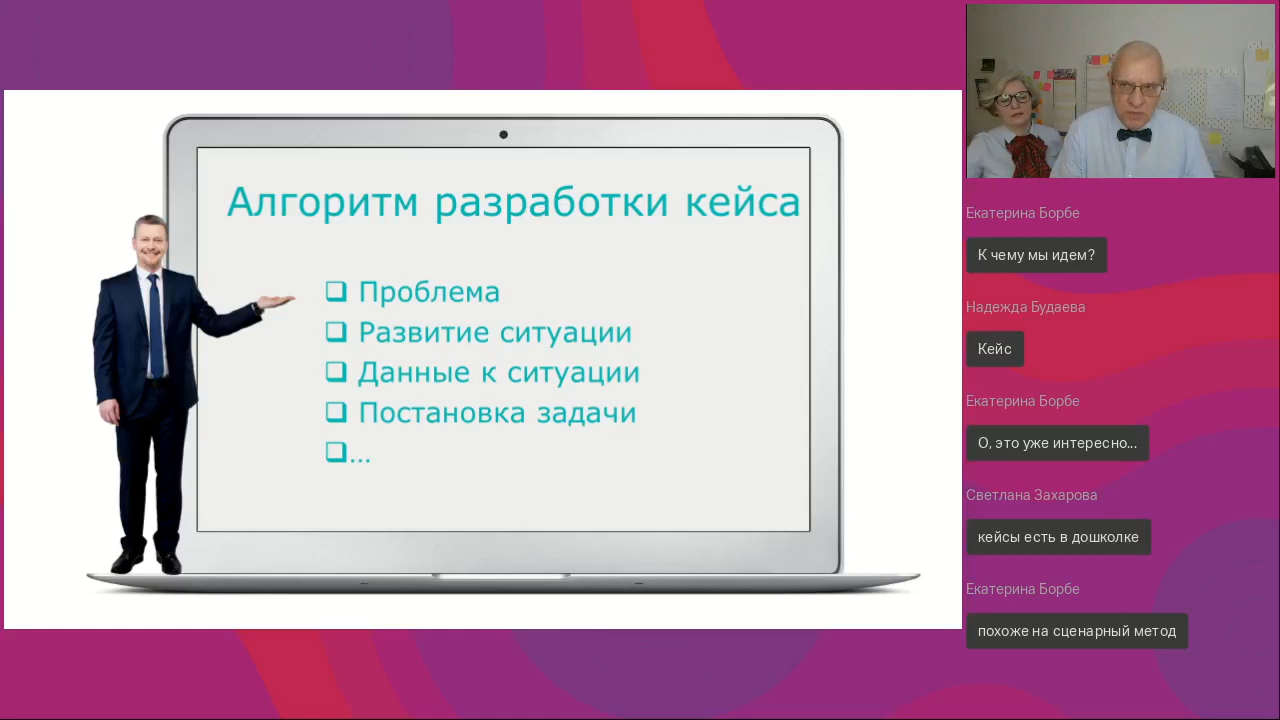 Алгоритм разработки кейса
❑ Проблема
❑ Развитие ситуации
❑ Данные к ситуации
❑ Постановка задачи
❑...
Екатерина Борбе
К чему мы идем?
Надежда Будаева
Кейс
Екатерина Борбе
О, это уже интересно...
Светлана Захарова
кейсы есть в дошколке
Екатерина Борбе
похоже на сценарный метод